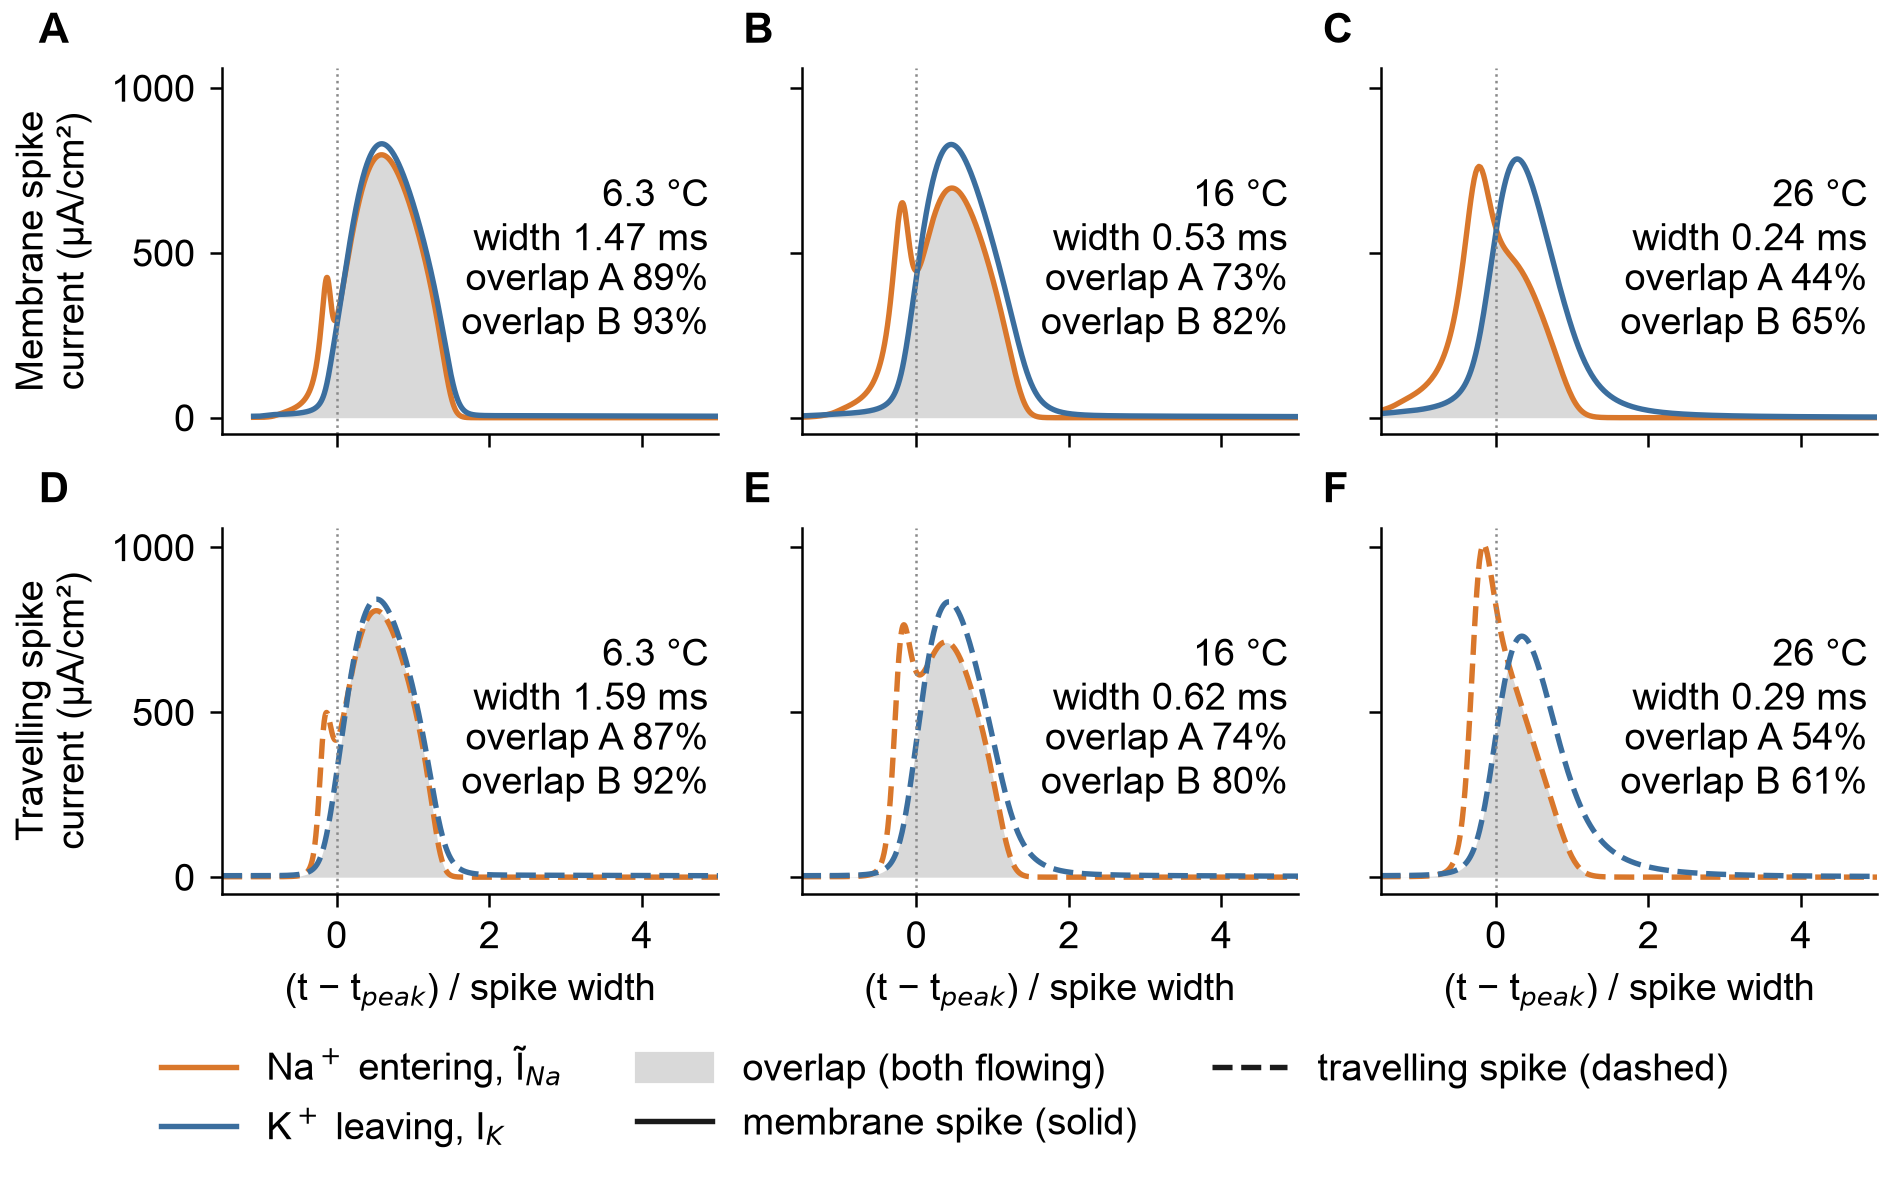 A
B
C
Membrane spike
current (µA/cm²)
1000
500
0
6.3 °C
width 1.47 ms
overlap A 89%
overlap B 93%
16 °C
width 0.53 ms
overlap A 73%
overlap B 82%
26 °C
width 0.24 ms
overlap A 44%
overlap B 65%
D
E
F
Travelling spike
current (µA/cm²)
1000
500
0
6.3 °C
width 1.59 ms
overlap A 87%
overlap B 92%
16 °C
width 0.62 ms
overlap A 74%
overlap B 80%
26 °C
width 0.29 ms
overlap A 54%
overlap B 61%
0 2 4
0 2 4
0 2 4
(t − t_peak) / spike width
(t − t_peak) / spike width
(t − t_peak) / spike width
Na⁺ entering, Ĩ_Na
K⁺ leaving, I_K
overlap (both flowing)
membrane spike (solid)
travelling spike (dashed)